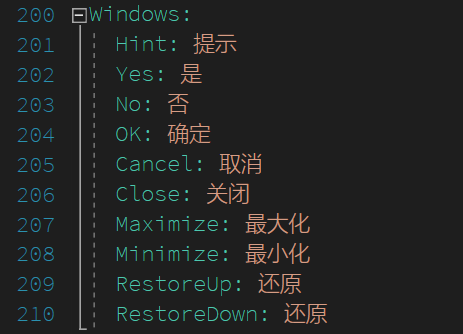 200 Windows:
201 Hint: 提示
202 Yes: 是
203 No: 否
204 OK: 确定
205 Cancel: 取消
206 Close: 关闭
207 Maximize: 最大化
208 Minimize: 最小化
209 RestoreUp: 还原
210 RestoreDown: 还原